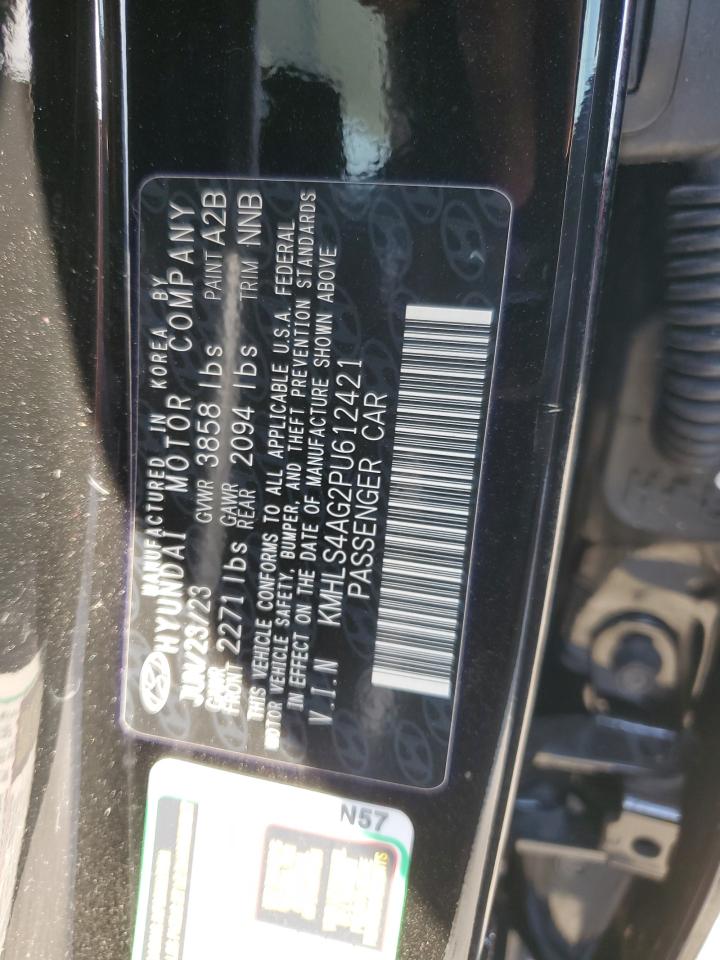 MANUFACTURED IN KOREA BY
HYUNDAI MOTOR COMPANY
JUN/23/23 GVWR 3858 lbs PAINT A2B
GAWR FRONT 2271lbs GAWR REAR 2094 lbs TRIM NNB
THIS VEHICLE CONFORMS TO ALL APPLICABLE U.S.A. FEDERAL
MOTOR VEHICLE SAFETY, BUMPER, AND THEFT PREVENTION STANDARDS
IN EFFECT ON THE DATE OF MANUFACTURE SHOWN ABOVE
V.I.N KMHLS4AG2PU612421
PASSENGER CAR
N57